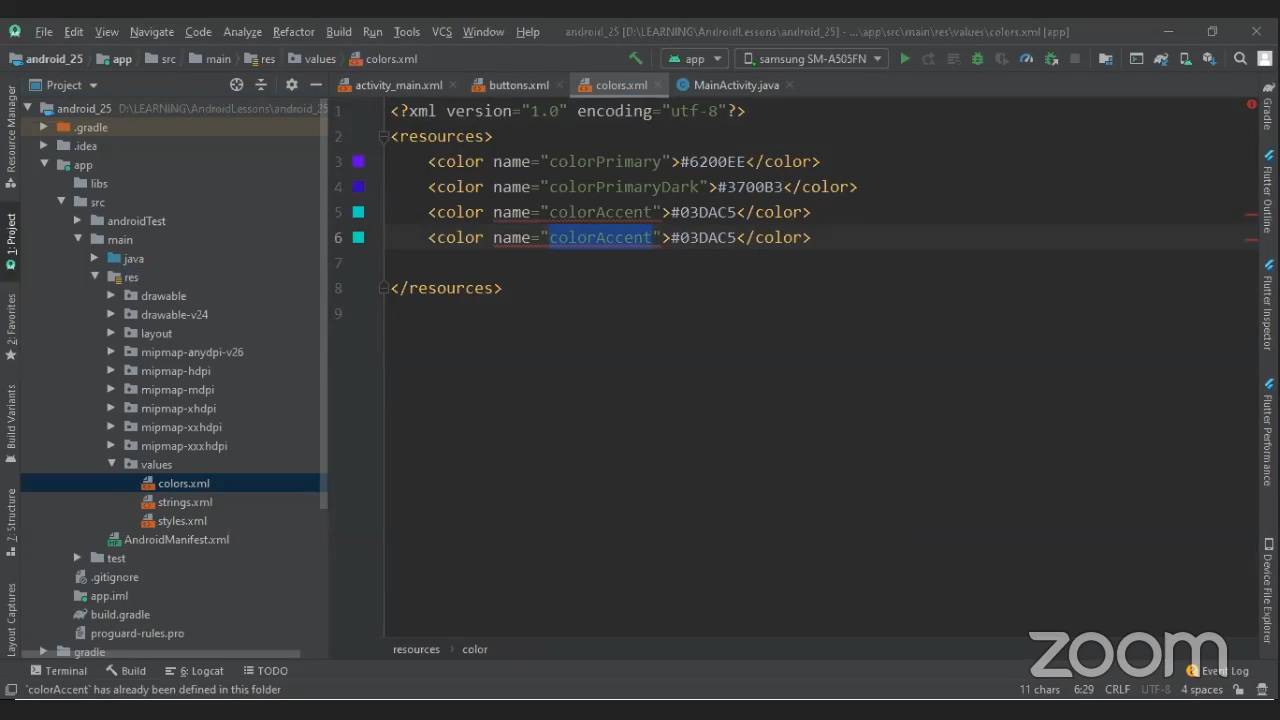 File Edit View Navigate Code Analyze Refactor Build Run Tools VCS Window Help android_25 [D:\LEARNING\AndroidLessons\android_25] - ...\app\src\main\res\values\colors.xml [app]
android_25 app src main res values colors.xml app samsung SM-A505FN
Project activity_main.xml buttons.xml colors.xml MainActivity.java
android_25 D:\LEARNING\AndroidLessons\android_25
.gradle
.idea
app
libs
src
androidTest
main
java
res
drawable
drawable-v24
layout
mipmap-anydpi-v26
mipmap-hdpi
mipmap-mdpi
mipmap-xhdpi
mipmap-xxhdpi
mipmap-xxxhdpi
values
colors.xml
strings.xml
styles.xml
AndroidManifest.xml
test
.gitignore
app.iml
build.gradle
proguard-rules.pro
gradle
Resource Manager
1: Project
2: Favorites
Build Variants
7: Structure
Layout Captures
1 <?xml version="1.0" encoding="utf-8"?>
2 <resources>
3 <color name="colorPrimary">#6200EE</color>
4 <color name="colorPrimaryDark">#3700B3</color>
5 <color name="colorAccent">#03DAC5</color>
6 <color name="colorAccent">#03DAC5</color>
7
8 </resources>
9
Gradle
Flutter Outline
Flutter Inspector
Flutter Performance
Device File Explorer
resources color
zoom
Terminal Build 6: Logcat TODO Event Log
'colorAccent' has already been defined in this folder 11 chars 6:29 CRLF UTF-8 4 spaces